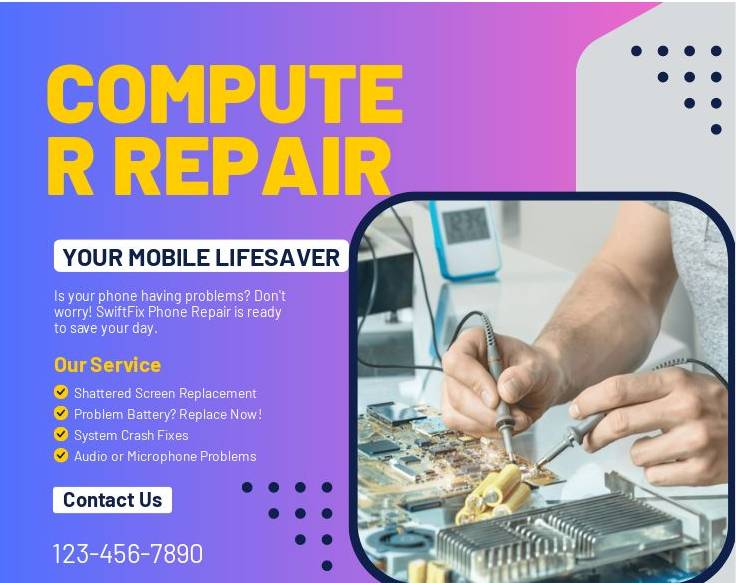 COMPUTE
R REPAIR
YOUR MOBILE LIFESAVER
Is your phone having problems? Don't
worry! SwiftFix Phone Repair is ready
to save your day.
Our Service
Shattered Screen Replacement
Problem Battery? Replace Now!
System Crash Fixes
Audio or Microphone Problems
Contact Us
123-456-7890